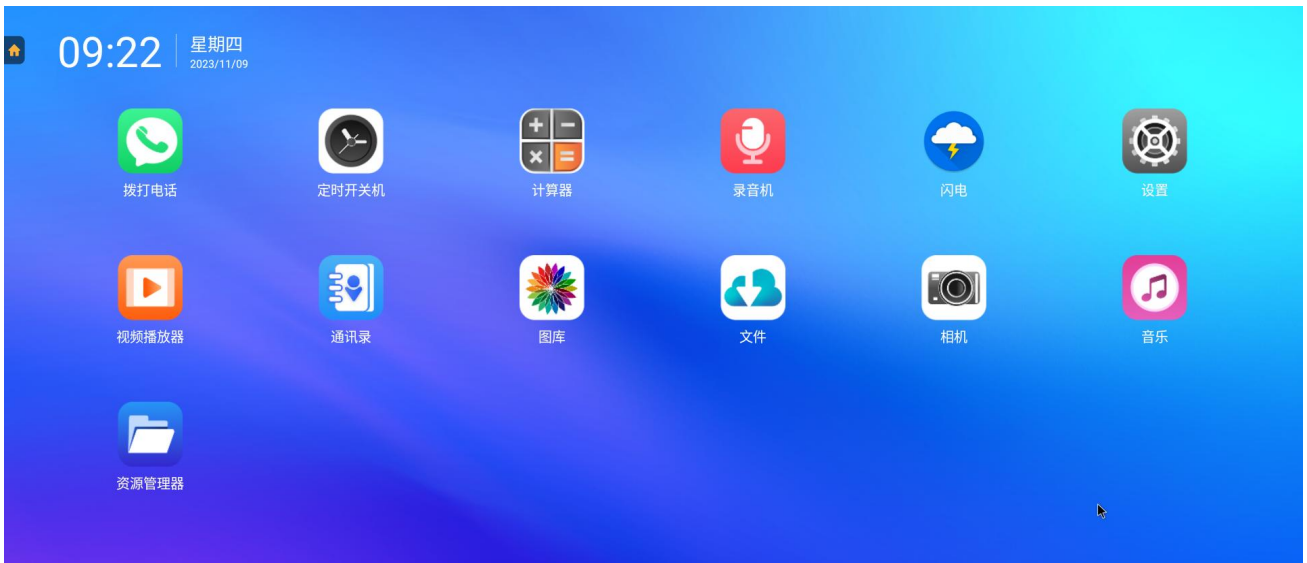 09:22
星期四
2023/11/09
拨打电话
定时开关机
计算器
录音机
闪电
设置
视频播放器
通讯录
图库
文件
相机
音乐
资源管理器